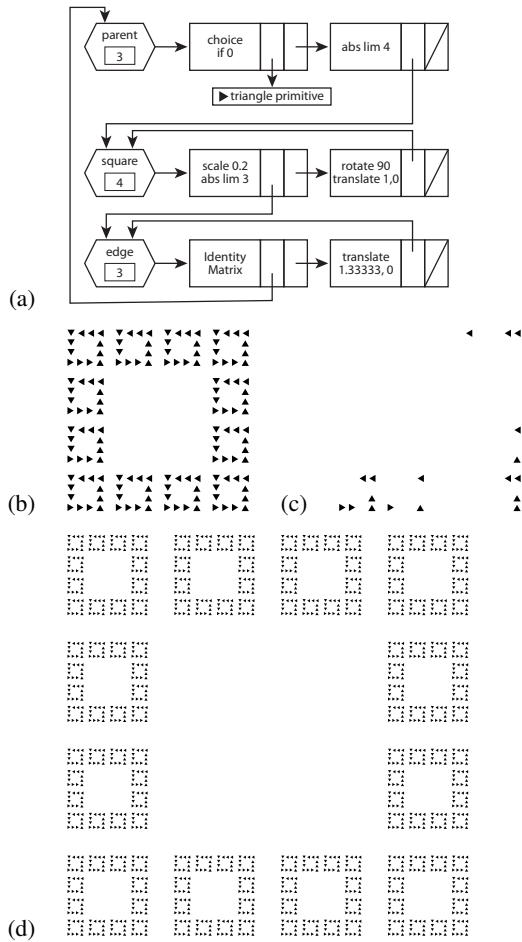 parent
3
choice
if 0
abs lim 4
triangle primitive
square
4
scale 0.2
abs lim 3
rotate 90
translate 1,0
edge
3
Identity
Matrix
translate
1.33333, 0
(a)
(b)
(c)
(d)